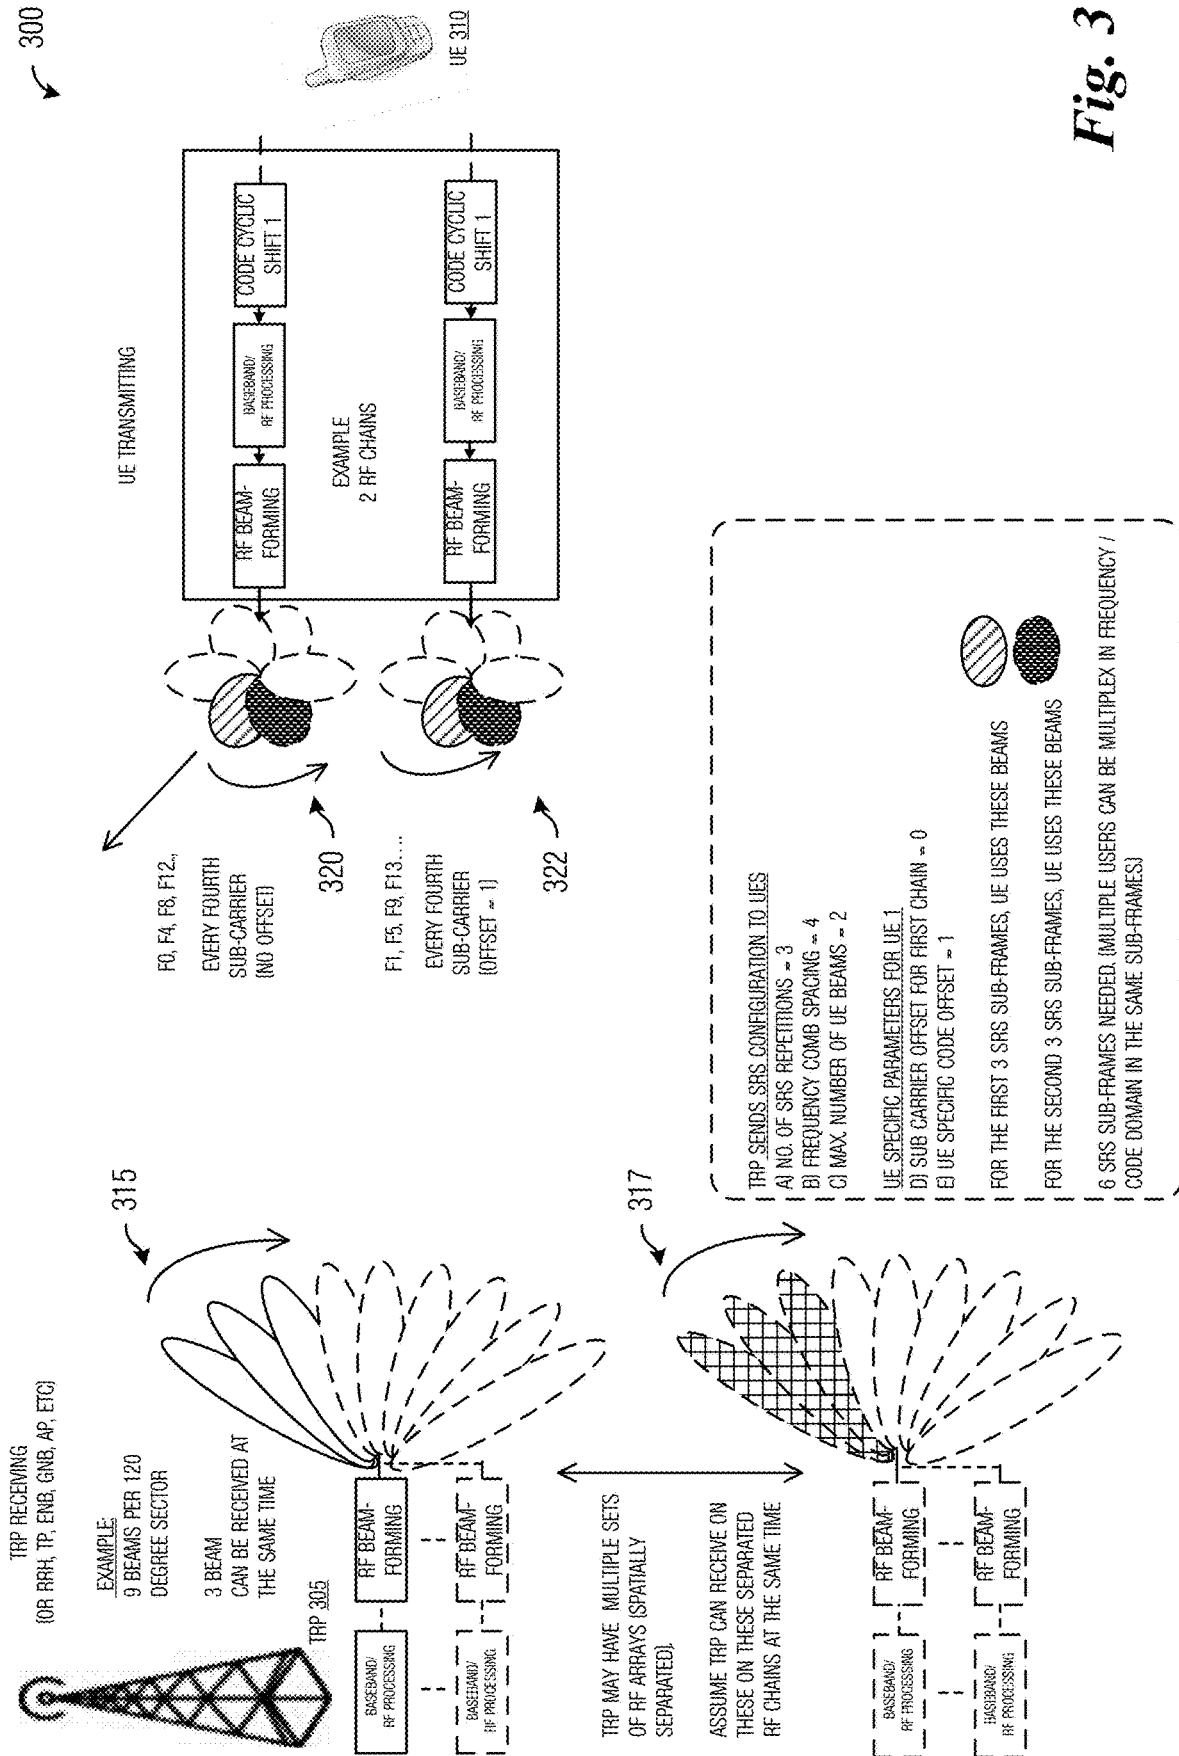 300
TRP RECEIVING
(OR RRH, TP, ENB, GNB, AP, ETC)
EXAMPLE:
9 BEAMS PER 120
DEGREE SECTOR
3 BEAM
CAN BE RECEIVED AT
THE SAME TIME
TRP 305
BASEBAND/
RF PROCESSING
RF BEAM-
FORMING
BASEBAND/
RF PROCESSING
RF BEAM-
FORMING
315
TRP MAY HAVE MULTIPLE SETS
OF RF ARRAYS (SPATIALLY
SEPARATED).
ASSUME TRP CAN RECEIVE ON
THESE ON THESE SEPARATED
RF CHAINS AT THE SAME TIME
BASEBAND/
RF PROCESSING
RF BEAM-
FORMING
BASEBAND/
RF PROCESSING
RF BEAM-
FORMING
317
UE TRANSMITTING
F0, F4, F8, F12..,
EVERY FOURTH
SUB-CARRIER
(NO OFFSET)
320
RF BEAM-
FORMING
BASEBAND/
RF PROCESSING
CODE CYCLIC
SHIFT 1
EXAMPLE
2 RF CHAINS
F1, F5, F9, F13....
EVERY FOURTH
SUB-CARRIER
(OFFSET = 1)
322
RF BEAM-
FORMING
BASEBAND/
RF PROCESSING
CODE CYCLIC
SHIFT 1
UE 310
TRP SENDS SRS CONFIGURATION TO UES
A) NO. OF SRS REPETITIONS = 3
B) FREQUENCY COMB SPACING = 4
C) MAX. NUMBER OF UE BEAMS = 2
UE SPECIFIC PARAMETERS FOR UE 1
D) SUB CARRIER OFFSET FOR FIRST CHAIN = 0
E) UE SPECIFIC CODE OFFSET = 1
FOR THE FIRST 3 SRS SUB-FRAMES, UE USES THESE BEAMS
FOR THE SECOND 3 SRS SUB-FRAMES, UE USES THESE BEAMS
6 SRS SUB-FRAMES NEEDED. (MULTIPLE USERS CAN BE MULTIPLEX IN FREQUENCY /
CODE DOMAIN IN THE SAME SUB-FRAMES)
Fig. 3